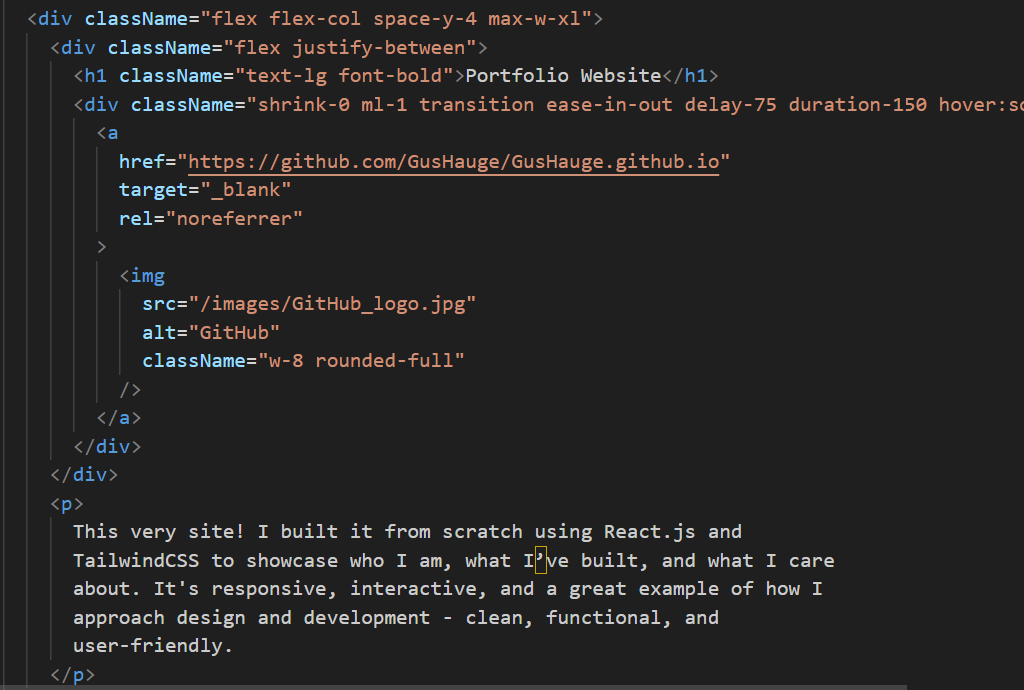 <div className="flex flex-col space-y-4 max-w-xl">
<div className="flex justify-between">
<h1 className="text-lg font-bold">Portfolio Website</h1>
<div className="shrink-0 ml-1 transition ease-in-out delay-75 duration-150
<a
href="https://github.com/GusHauge/GusHauge.github.io"
target="_blank"
rel="noreferrer"
>
<img
src="/images/GitHub_logo.jpg"
alt="GitHub"
className="w-8 rounded-full"
/>
</a>
</div>
</div>
<p>
This very site! I built it from scratch using React.js and
TailwindCSS to showcase who I am, what I’ve built, and what I care
about. It's responsive, interactive, and a great example of how I
approach design and development - clean, functional, and
user-friendly.
</p>